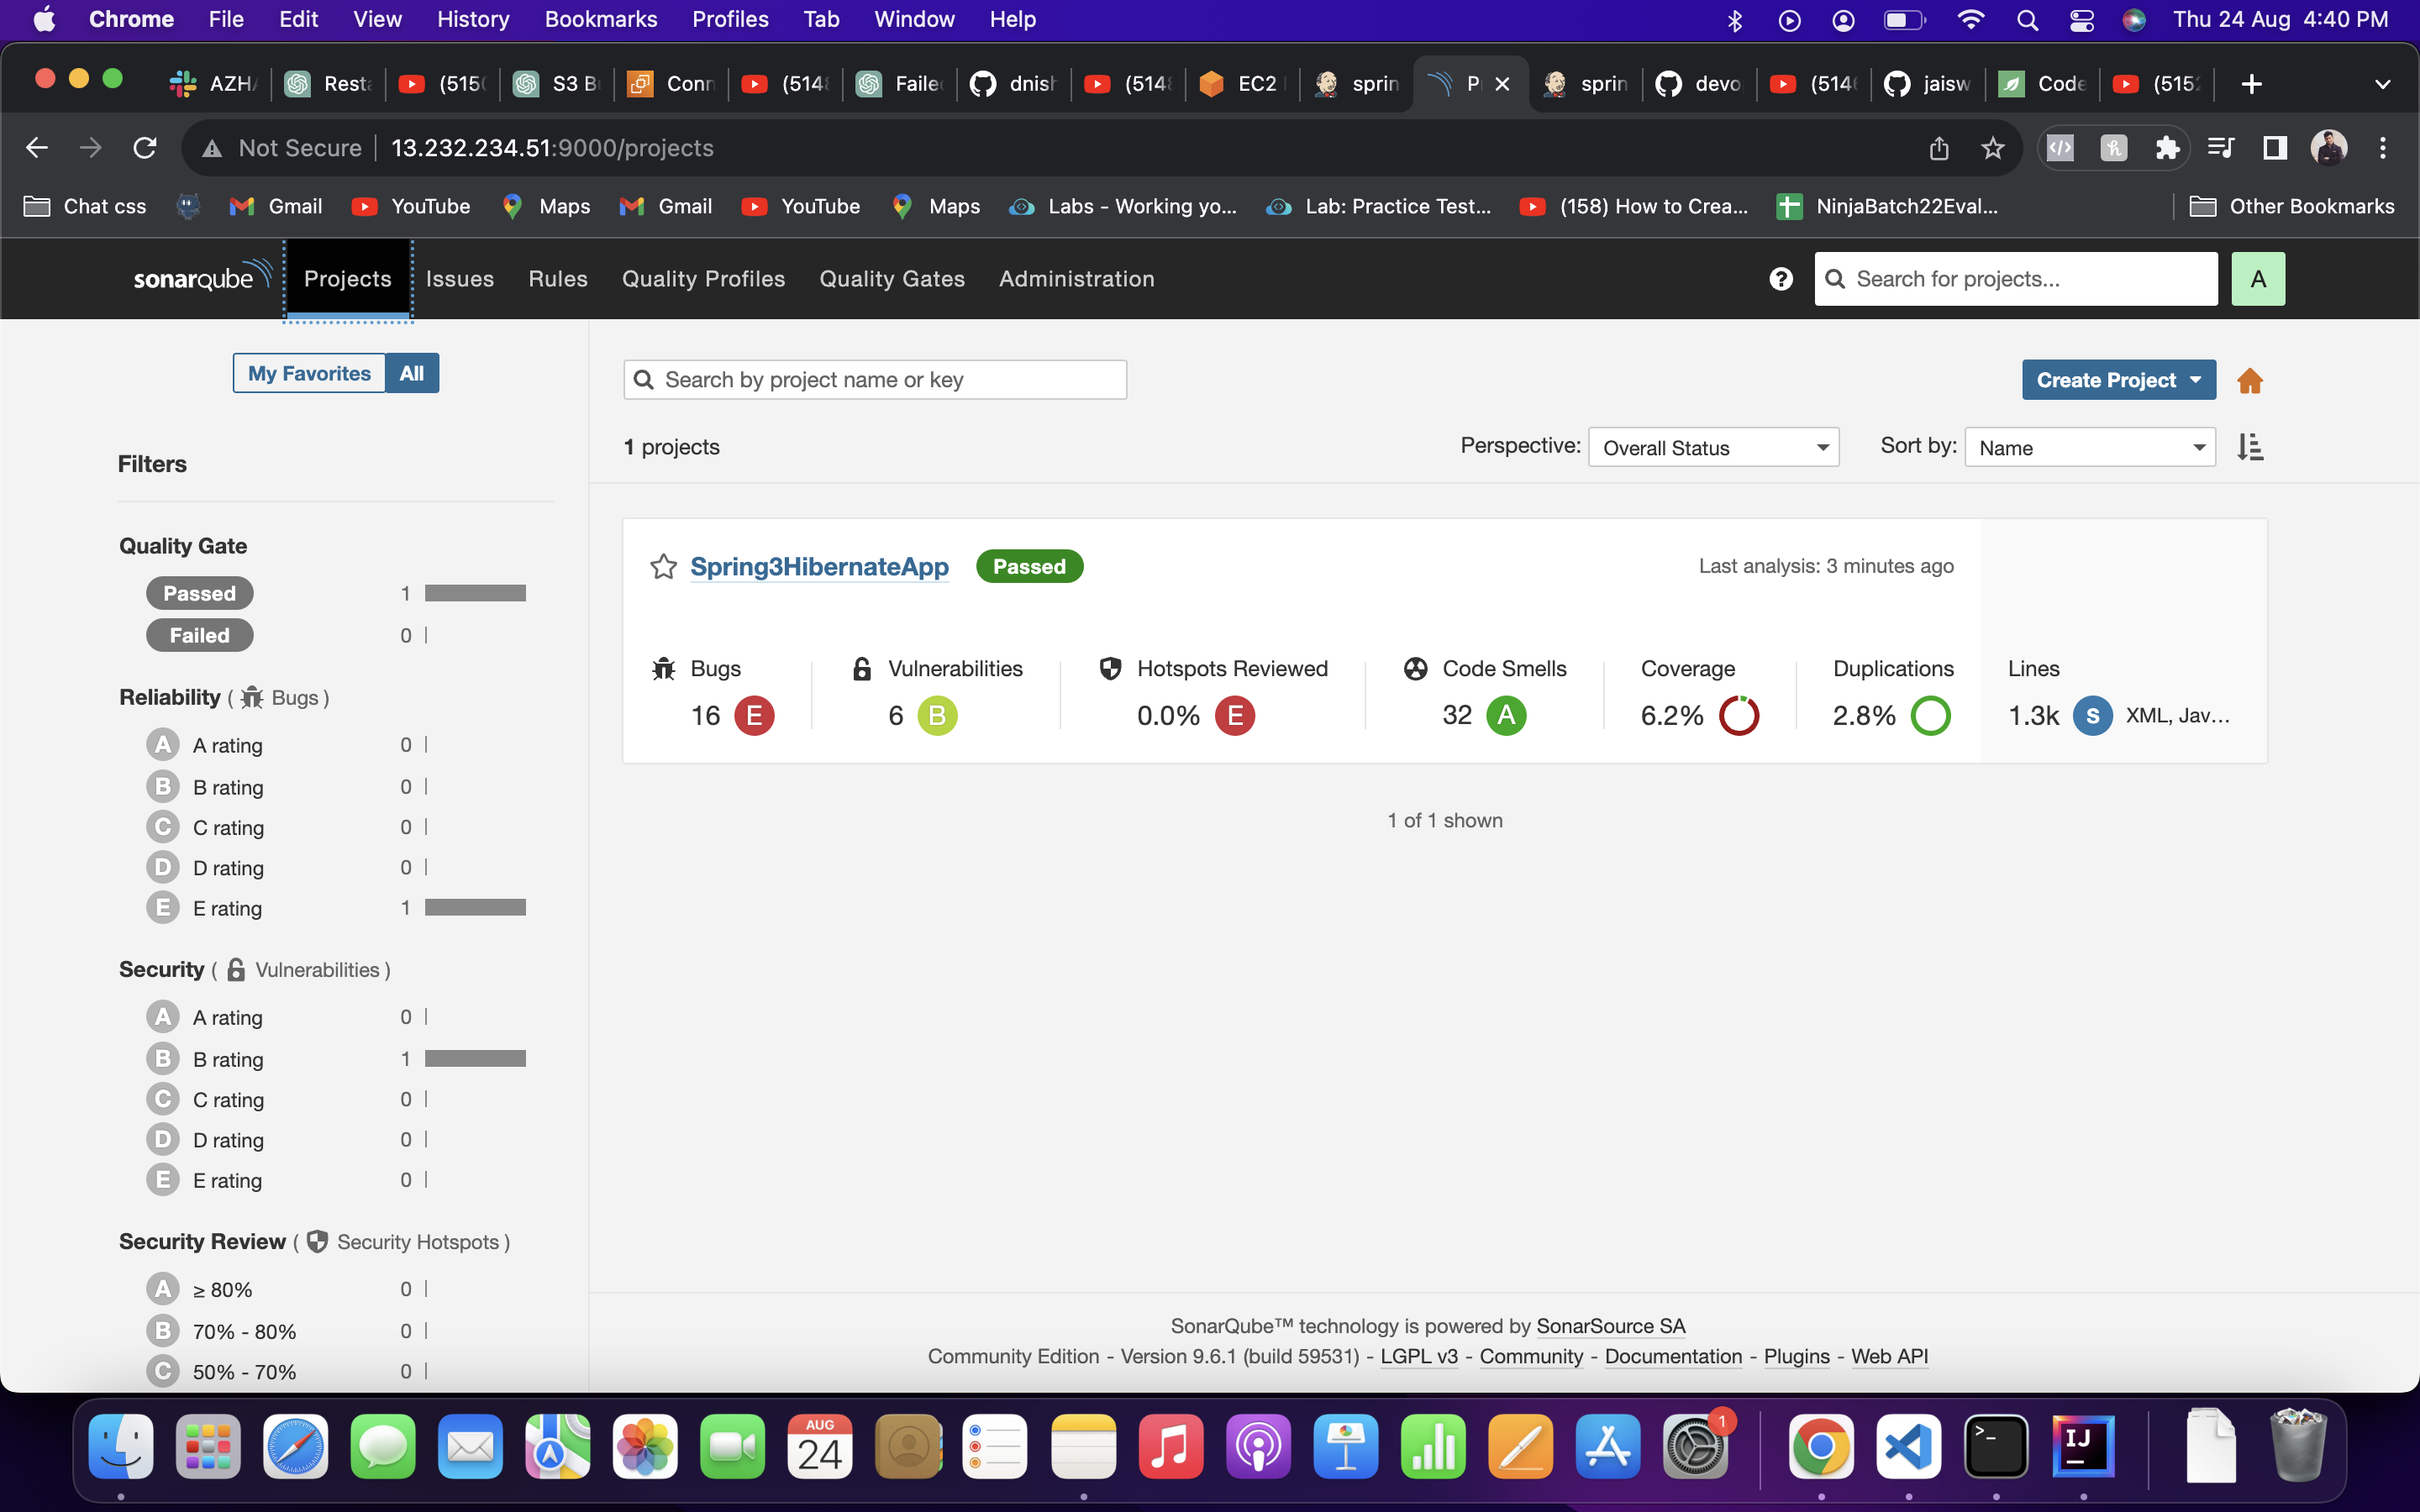 Chrome File Edit View History Bookmarks Profiles Tab Window Help Thu 24 Aug 4:40 PM
AZHA Resta (515 S3 B Conn (514 Faile dnish (514 EC2 sprin P sprin devo (514 jaisw Code (515
Not Secure 13.232.234.51:9000/projects
Chat css Gmail YouTube Maps Gmail YouTube Maps Labs - Working yo... Lab: Practice Test... (158) How to Crea... NinjaBatch22Eval... Other Bookmarks
sonarqube Projects Issues Rules Quality Profiles Quality Gates Administration ? Search for projects... A
My Favorites All
Search by project name or key
Create Project
1 projects
Perspective: Overall Status Sort by: Name
Filters
Quality Gate
Passed 1
Failed 0
Reliability ( Bugs )
A A rating 0
B B rating 0
C C rating 0
D D rating 0
E E rating 1
Security ( Vulnerabilities )
A A rating 0
B B rating 1
C C rating 0
D D rating 0
E E rating 0
Security Review ( Security Hotspots )
A ≥ 80% 0
B 70% - 80% 0
C 50% - 70% 0
Spring3HibernateApp Passed Last analysis: 3 minutes ago
Bugs Vulnerabilities Hotspots Reviewed Code Smells Coverage Duplications Lines
16 E 6 B 0.0% E 32 A 6.2% 2.8% 1.3k S XML, Jav...
1 of 1 shown
SonarQube™ technology is powered by SonarSource SA
Community Edition - Version 9.6.1 (build 59531) - LGPL v3 - Community - Documentation - Plugins - Web API
AUG
24
1
>_
IJ